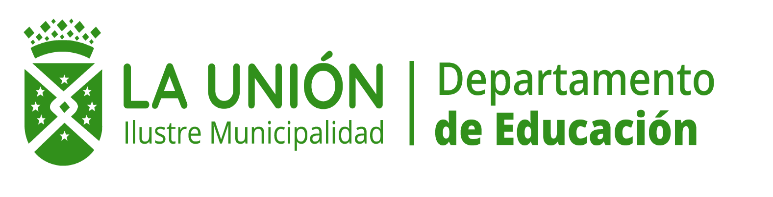 LA UNIÓN
Ilustre Municipalidad
Departamento
de Educación